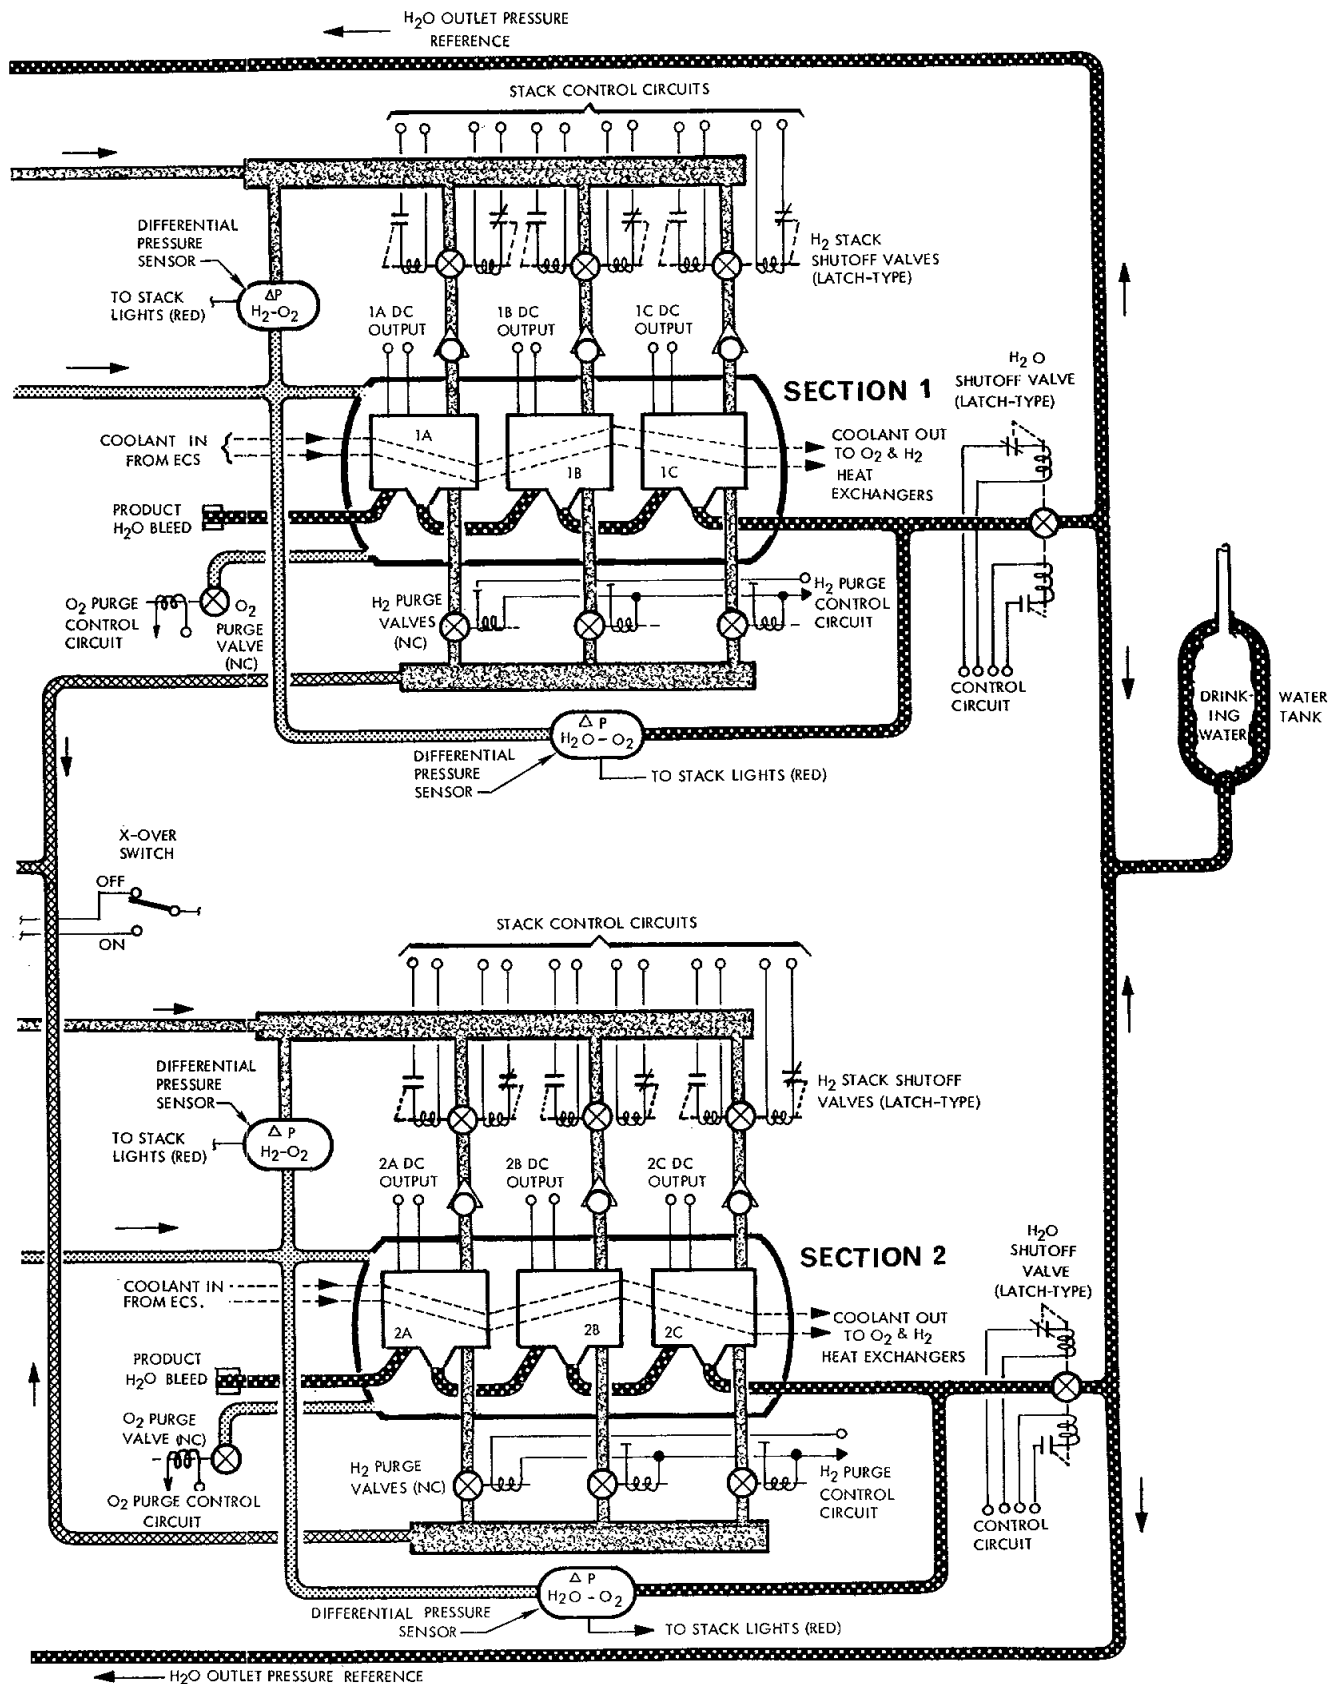 H2O OUTLET PRESSURE
REFERENCE
STACK CONTROL CIRCUITS
DIFFERENTIAL
PRESSURE
SENSOR
H2 STACK
SHUTOFF VALVES
(LATCH-TYPE)
TO STACK
LIGHTS (RED)
ΔP
H2-O2
1A DC
OUTPUT
1B DC
OUTPUT
1C DC
OUTPUT
H2O
SHUTOFF VALVE
(LATCH-TYPE)
SECTION 1
COOLANT IN
FROM ECS
1A
1B
1C
COOLANT OUT
TO O2 & H2
HEAT
EXCHANGERS
PRODUCT
H2O BLEED
O2 PURGE
CONTROL
CIRCUIT
O2
PURGE
VALVE
(NC)
H2 PURGE
VALVES
(NC)
H2 PURGE
CONTROL
CIRCUIT
CONTROL
CIRCUIT
DRINK-
ING
WATER
WATER
TANK
ΔP
H2O-O2
DIFFERENTIAL
PRESSURE
SENSOR
TO STACK LIGHTS (RED)
X-OVER
SWITCH
OFF
ON
STACK CONTROL CIRCUITS
DIFFERENTIAL
PRESSURE
SENSOR
H2 STACK SHUTOFF
VALVES (LATCH-TYPE)
TO STACK
LIGHTS (RED)
ΔP
H2-O2
2A DC
OUTPUT
2B DC
OUTPUT
2C DC
OUTPUT
H2O
SHUTOFF
VALVE
(LATCH-TYPE)
SECTION 2
COOLANT IN
FROM ECS.
2A
2B
2C
COOLANT OUT
TO O2 & H2
HEAT EXCHANGERS
PRODUCT
H2O BLEED
O2 PURGE
VALVE (NC)
O2 PURGE CONTROL
CIRCUIT
H2 PURGE
VALVES (NC)
H2 PURGE
CONTROL
CIRCUIT
CONTROL
CIRCUIT
ΔP
H2O-O2
DIFFERENTIAL PRESSURE
SENSOR
TO STACK LIGHTS (RED)
H2O OUTLET PRESSURE REFERENCE